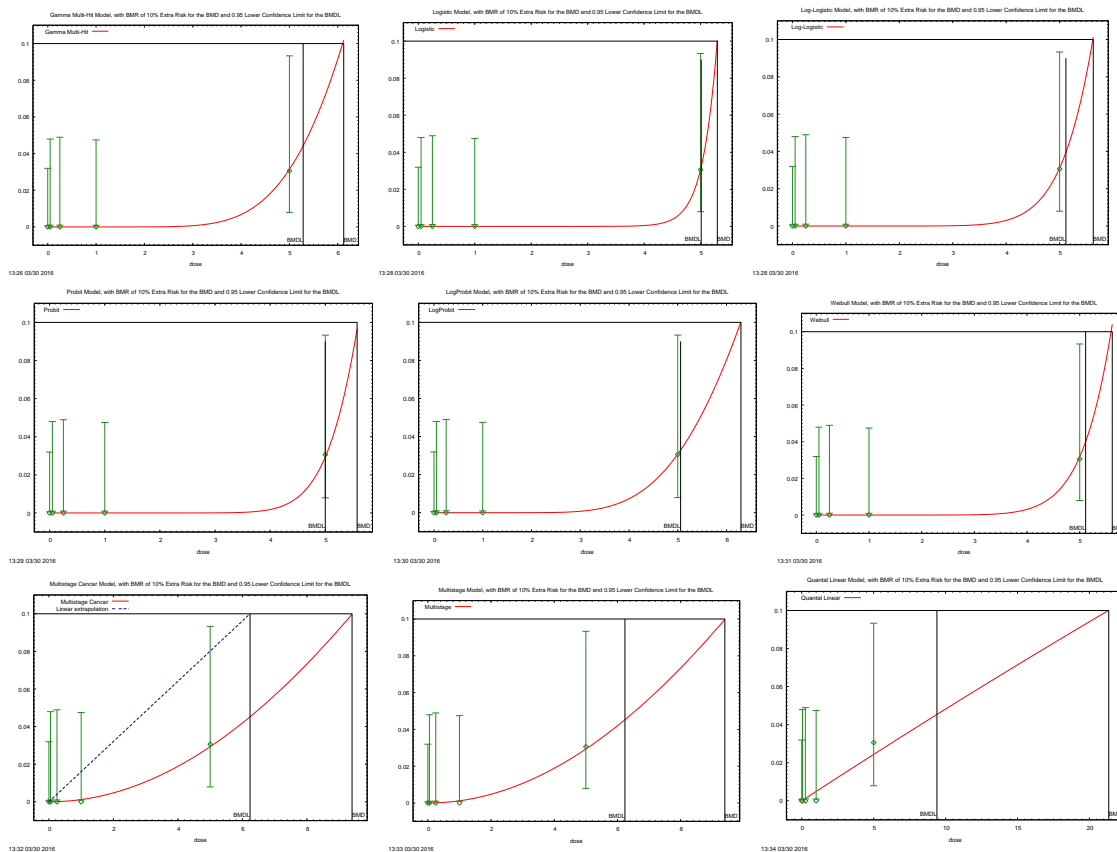 Gamma Multi-Hit Model, with BMR of 10% Extra Risk for the BMD and 0.95 Lower Confidence Limit for the BMDL
Gamma Multi-Hit
0.1
0.08
0.06
0.04
0.02
0
BMDL
BMD
0 1 2 3 4 5 6
dose
13:26 03/30 2016
Logistic Model, with BMR of 10% Extra Risk for the BMD and 0.95 Lower Confidence Limit for the BMDL
Logistic
0.1
0.08
0.06
0.04
0.02
0
BMDL
BMD
0 1 2 3 4 5
dose
13:28 03/30 2016
Log-Logistic Model, with BMR of 10% Extra Risk for the BMD and 0.95 Lower Confidence Limit for the BMDL
Log-Logistic
0.1
0.08
0.06
0.04
0.02
0
BMDL
BMD
0 1 2 3 4 5
dose
13:28 03/30 2016
Probit Model, with BMR of 10% Extra Risk for the BMD and 0.95 Lower Confidence Limit for the BMDL
Probit
0.1
0.08
0.06
0.04
0.02
0
BMDL
BMD
0 1 2 3 4 5
dose
13:29 03/30 2016
LogProbit Model, with BMR of 10% Extra Risk for the BMD and 0.95 Lower Confidence Limit for the BMDL
LogProbit
0.1
0.08
0.06
0.04
0.02
0
BMDL
BMD
0 1 2 3 4 5 6
dose
13:30 03/30 2016
Weibull Model, with BMR of 10% Extra Risk for the BMD and 0.95 Lower Confidence Limit for the BMDL
Weibull
0.1
0.08
0.06
0.04
0.02
0
BMDL
BMD
0 1 2 3 4 5
dose
13:31 03/30 2016
Multistage Cancer Model, with BMR of 10% Extra Risk for the BMD and 0.95 Lower Confidence Limit for the BMDL
Multistage Cancer
Linear extrapolation
0.1
0.08
0.06
0.04
0.02
0
BMDL
BMD
0 2 4 6 8
dose
13:32 03/30 2016
Multistage Model, with BMR of 10% Extra Risk for the BMD and 0.95 Lower Confidence Limit for the BMDL
Multistage
0.1
0.08
0.06
0.04
0.02
0
BMDL
BMD
0 2 4 6 8
dose
13:33 03/30 2016
Quantal Linear Model, with BMR of 10% Extra Risk for the BMD and 0.95 Lower Confidence Limit for the BMDL
Quantal Linear
0.1
0.08
0.06
0.04
0.02
0
BMDL
BM
0 5 10 15 20
dose
13:34 03/30 2016